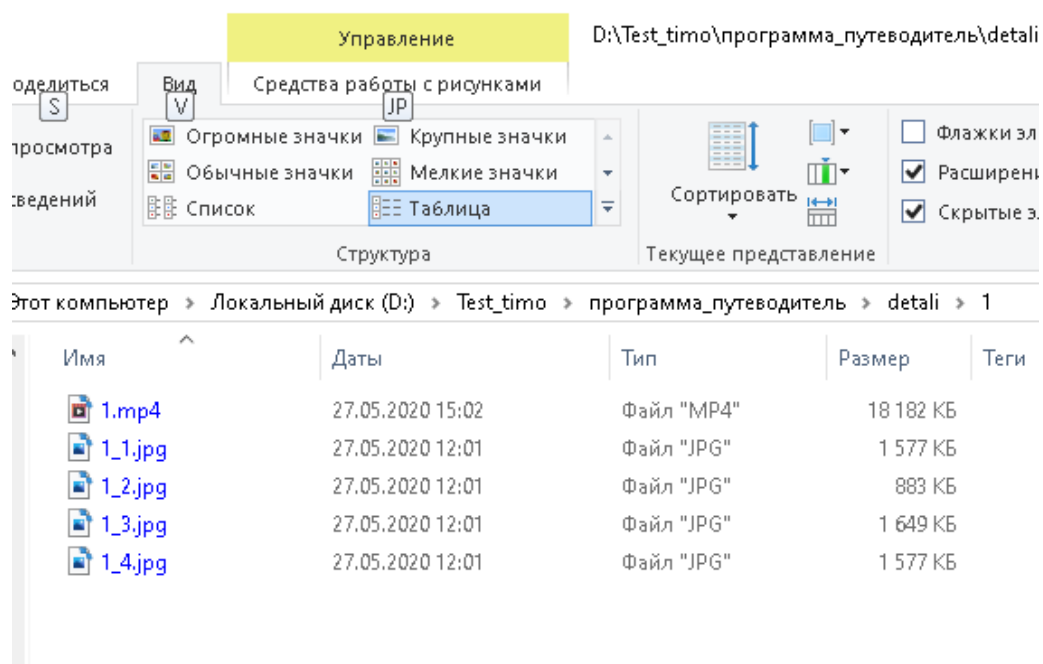 Управление
D:\Test_timo\программа_путеводитель\detali
оделиться Вид Средства работы с рисунками
S V JP
просмотра
сведений
Огромные значки Крупные значки
Обычные значки Мелкие значки
Список Таблица
Структура
Сортировать
Текущее представление
Флажки эл
Расширени
Скрытые э
Этот компьютер > Локальный диск (D:) > Test_timo > программа_путеводитель > detali > 1
Имя Даты Тип Размер Теги
1.mp4 27.05.2020 15:02 Файл "MP4" 18 182 КБ
1_1.jpg 27.05.2020 12:01 Файл "JPG" 1 577 КБ
1_2.jpg 27.05.2020 12:01 Файл "JPG" 883 КБ
1_3.jpg 27.05.2020 12:01 Файл "JPG" 1 649 КБ
1_4.jpg 27.05.2020 12:01 Файл "JPG" 1 577 КБ